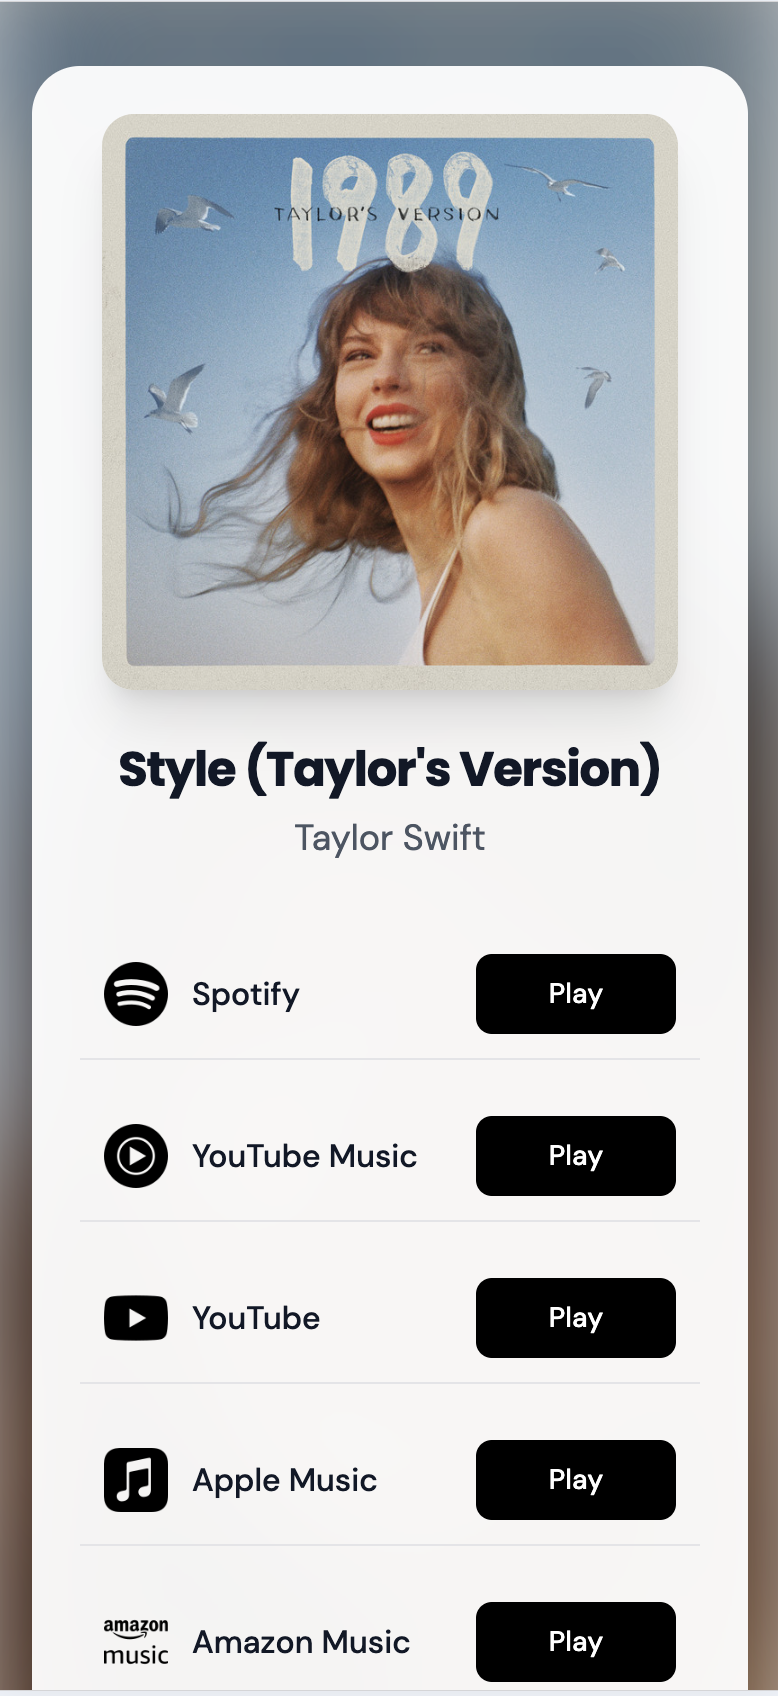 1989
TAYLOR'S VERSION
Style (Taylor's Version)
Taylor Swift
Spotify
Play
YouTube Music
Play
YouTube
Play
Apple Music
Play
amazon
music
Amazon Music
Play